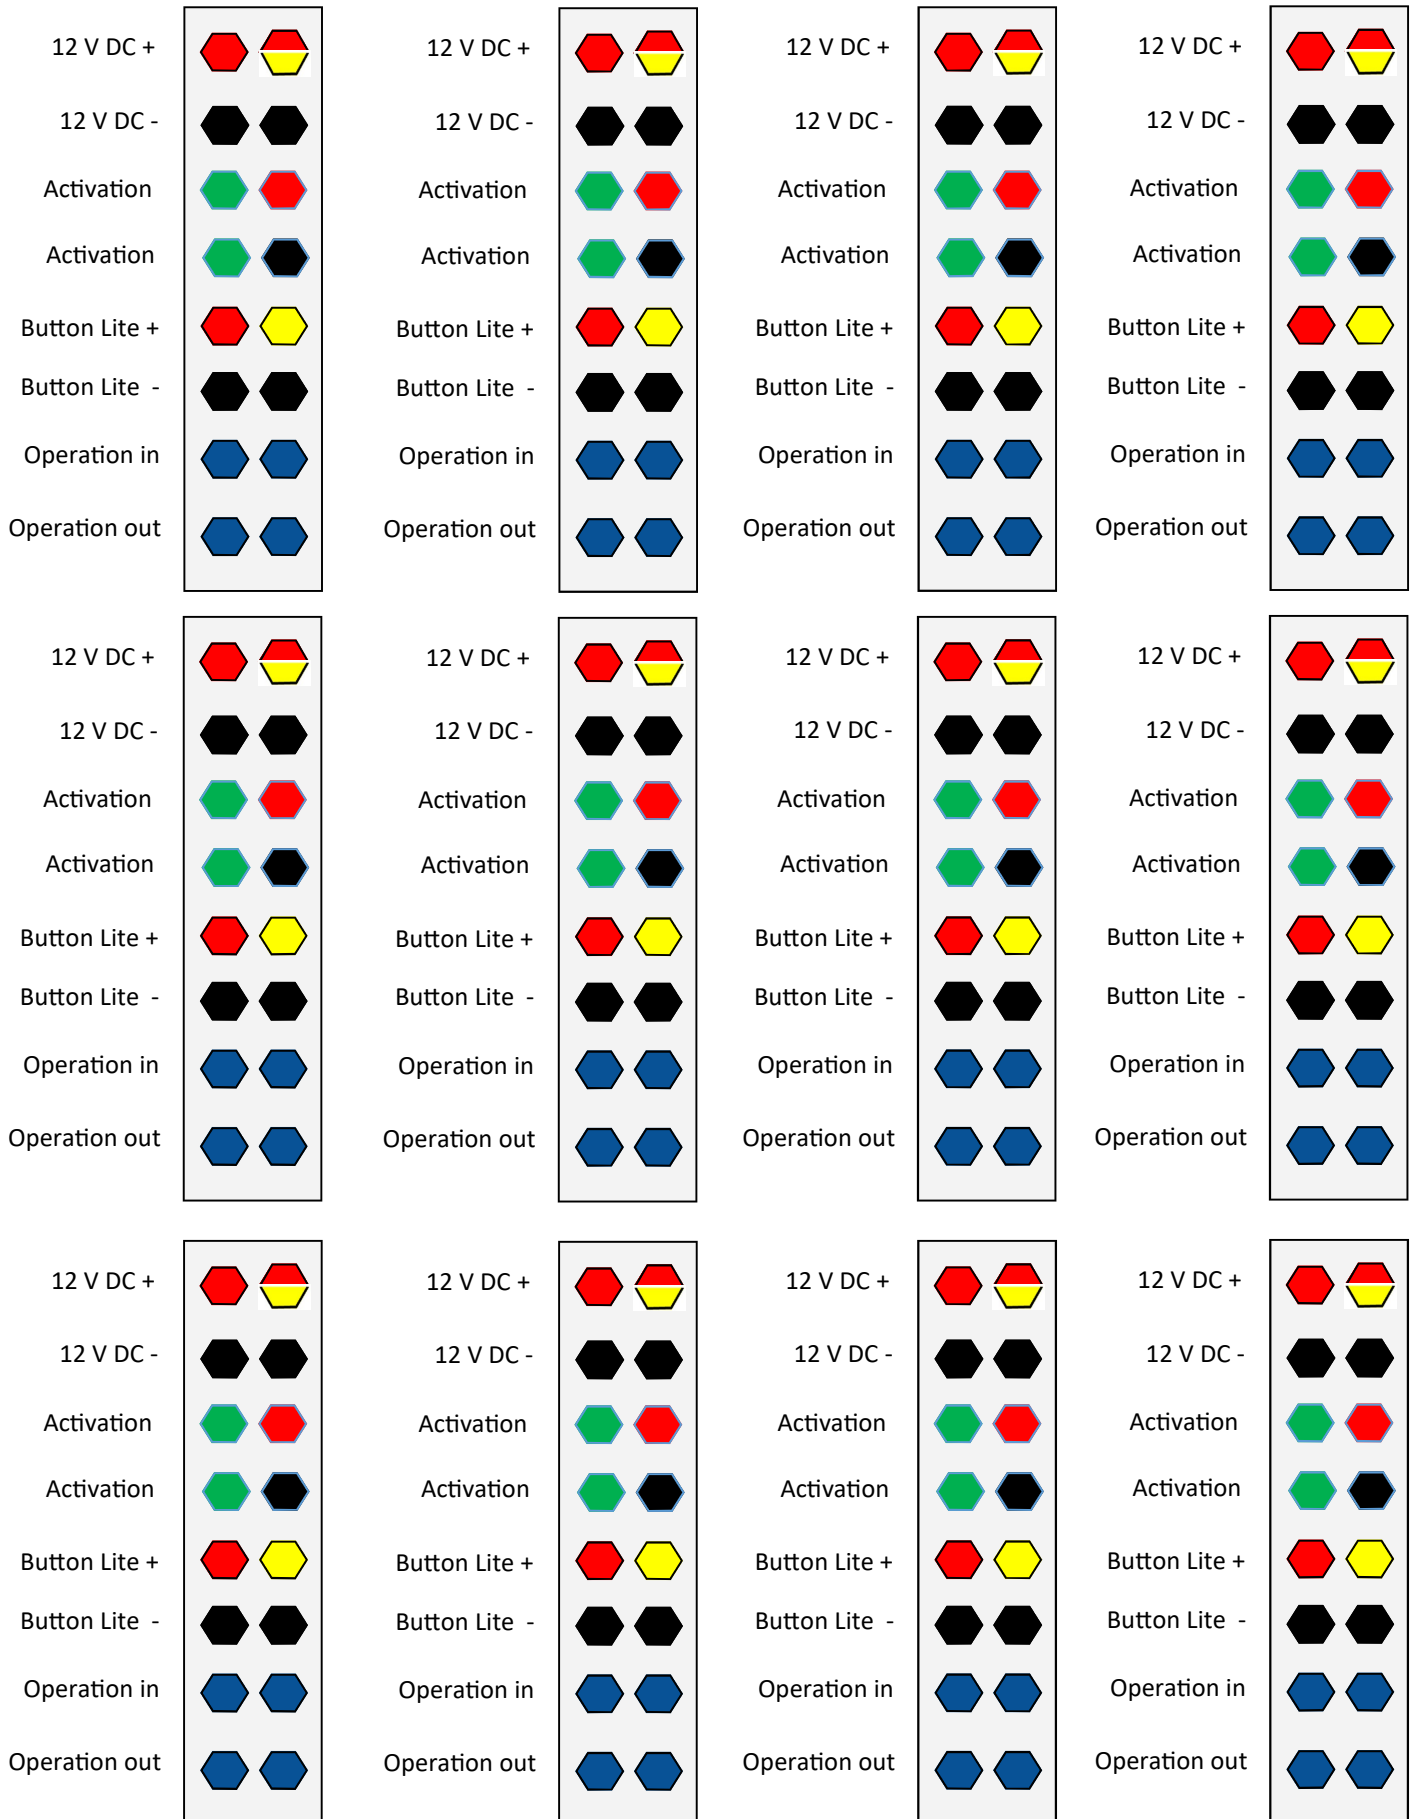 12 V DC +
12 V DC -
Activation
Activation
Button Lite +
Button Lite  -
Operation in
Operation out
12 V DC +
12 V DC -
Activation
Activation
Button Lite +
Button Lite  -
Operation in
Operation out
12 V DC +
12 V DC -
Activation
Activation
Button Lite +
Button Lite  -
Operation in
Operation out
12 V DC +
12 V DC -
Activation
Activation
Button Lite +
Button Lite  -
Operation in
Operation out
12 V DC +
12 V DC -
Activation
Activation
Button Lite +
Button Lite  -
Operation in
Operation out
12 V DC +
12 V DC -
Activation
Activation
Button Lite +
Button Lite  -
Operation in
Operation out
12 V DC +
12 V DC -
Activation
Activation
Button Lite +
Button Lite  -
Operation in
Operation out
12 V DC +
12 V DC -
Activation
Activation
Button Lite +
Button Lite  -
Operation in
Operation out
12 V DC +
12 V DC -
Activation
Activation
Button Lite +
Button Lite  -
Operation in
Operation out
12 V DC +
12 V DC -
Activation
Activation
Button Lite +
Button Lite  -
Operation in
Operation out
12 V DC +
12 V DC -
Activation
Activation
Button Lite +
Button Lite  -
Operation in
Operation out
12 V DC +
12 V DC -
Activation
Activation
Button Lite +
Button Lite  -
Operation in
Operation out